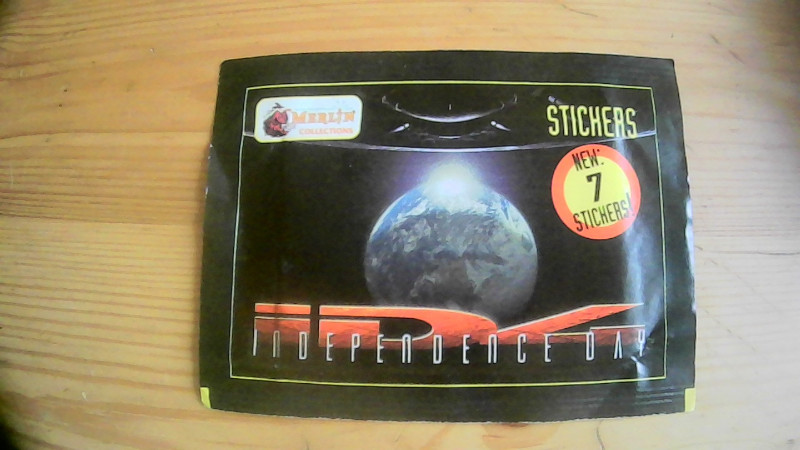 MERLIN
COLLECTIONS
STICKERS
NEW:
7
STICKERS!
ID4
INDEPENDENCE DAY